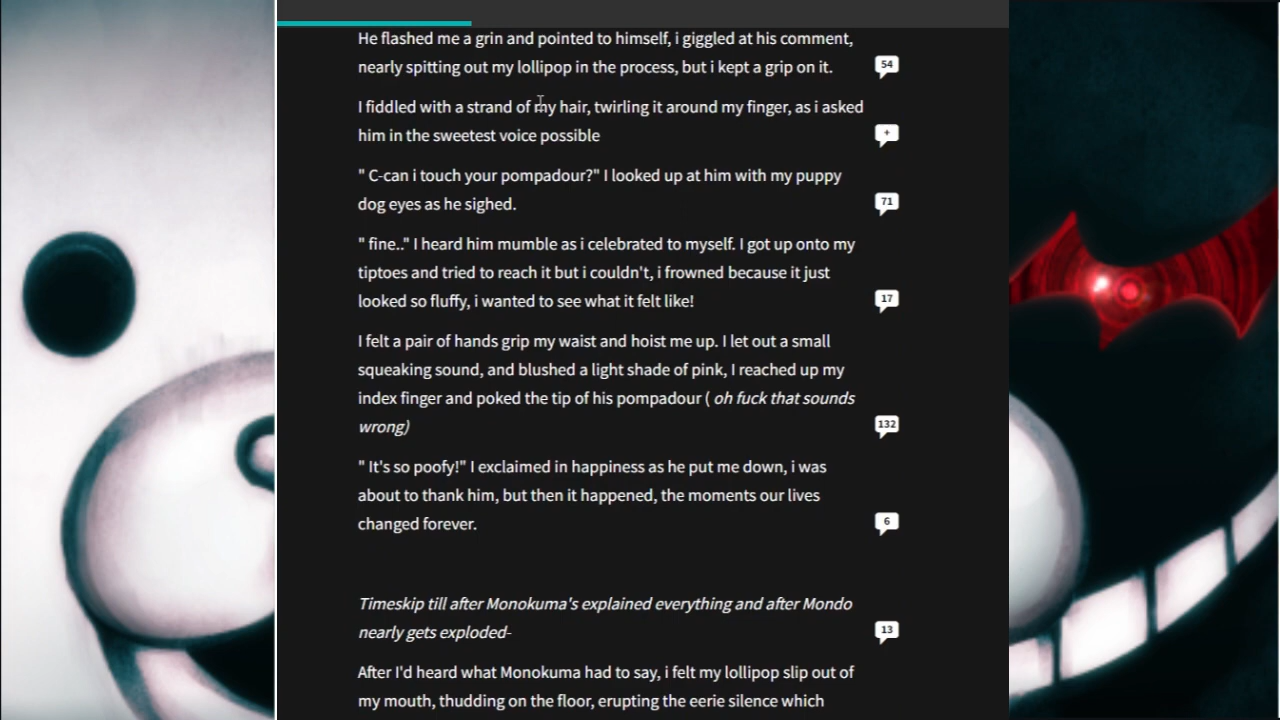 He flashed me a grin and pointed to himself, i giggled at his comment,
nearly spitting out my lollipop in the process, but i kept a grip on it.
54
I fiddled with a strand of my hair, twirling it around my finger, as i asked
him in the sweetest voice possible
+
" C-can i touch your pompadour?" I looked up at him with my puppy
dog eyes as he sighed.
71
" fine.." I heard him mumble as i celebrated to myself. I got up onto my
tiptoes and tried to reach it but i couldn't, i frowned because it just
looked so fluffy, i wanted to see what it felt like!
17
I felt a pair of hands grip my waist and hoist me up. I let out a small
squeaking sound, and blushed a light shade of pink, I reached up my
index finger and poked the tip of his pompadour ( oh fuck that sounds
wrong)
132
" It's so poofy!" I exclaimed in happiness as he put me down, i was
about to thank him, but then it happened, the moments our lives
changed forever.
6
Timeskip till after Monokuma's explained everything and after Mondo
nearly gets exploded-
13
After I'd heard what Monokuma had to say, i felt my lollipop slip out of
my mouth, thudding on the floor, erupting the eerie silence which